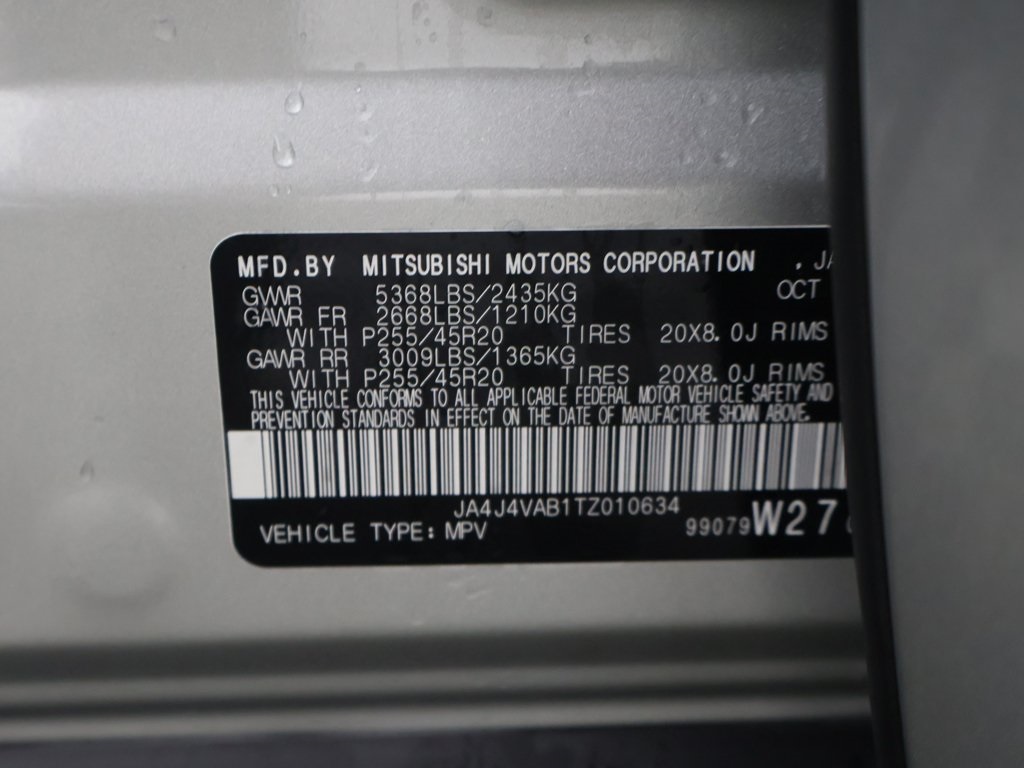 MFD.BY MITSUBISHI MOTORS CORPORATION . JA
GVWR 5368LBS/2435KG OCT
GAWR FR 2668LBS/1210KG
WITH P255/45R20 TIRES 20X8.0J RIMS
GAWR RR 3009LBS/1365KG
WITH P255/45R20 TIRES 20X8.0J RIMS
THIS VEHICLE CONFORMS TO ALL APPLICABLE FEDERAL MOTOR VEHICLE SAFETY AND
PREVENTION STANDARDS IN EFFECT ON THE DATE OF MANUFACTURE SHOWN ABOVE.
JA4J4VAB1TZ010634
VEHICLE TYPE: MPV 99079 W27